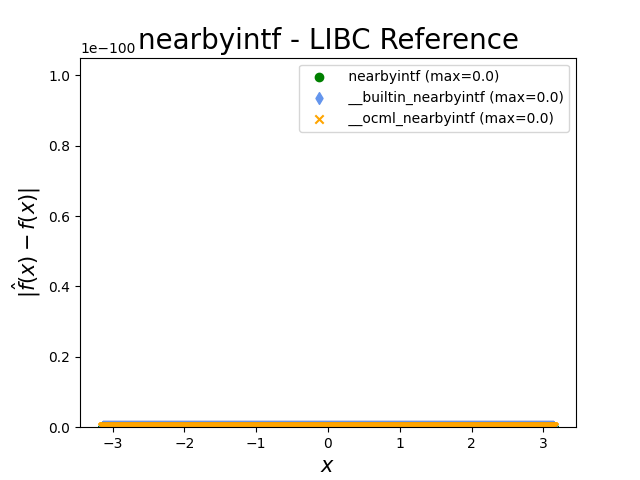 nearbyintf - LIBC Reference
1e−100
1.0
0.8
0.6
0.4
0.2
0.0
|f̂(x) − f(x)|
nearbyintf (max=0.0)
__builtin_nearbyintf (max=0.0)
__ocml_nearbyintf (max=0.0)
−3 −2 −1 0 1 2 3
x